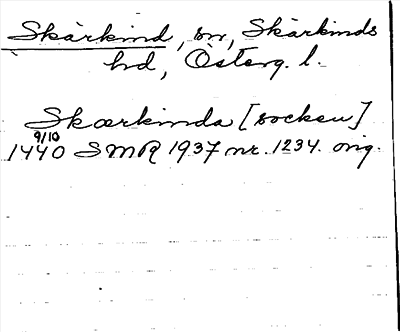 Skärkind, sn, Skärkinds
hd, Österg. l.
Skærkinda [socken]
9/10
1440 SMR 1937 nr. 1234. orig.